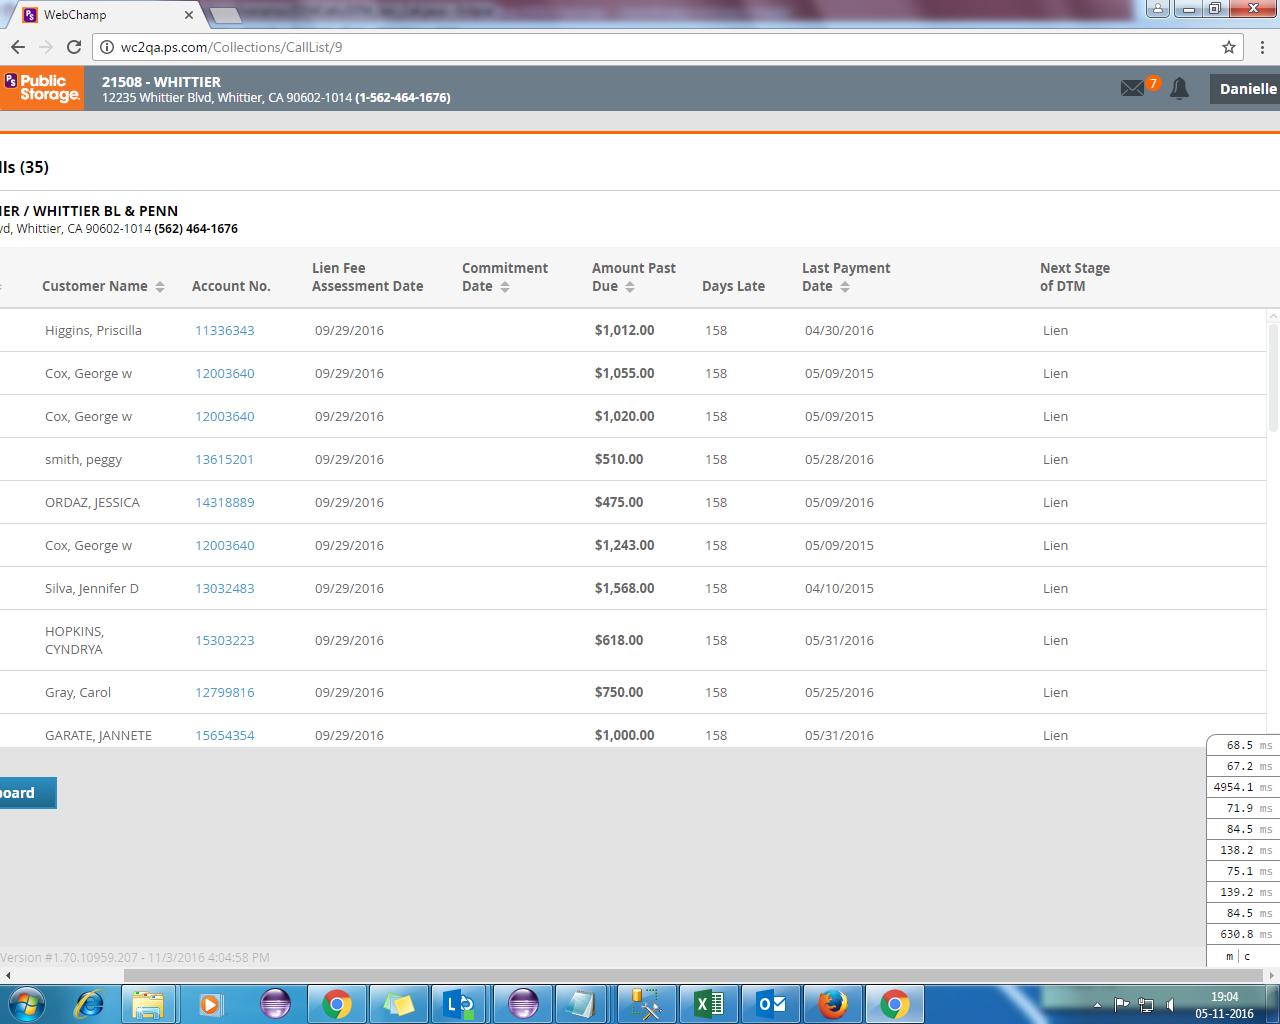 WebChamp
wc2qa.ps.com/Collections/CallList/9
Public Storage.
21508 - WHITTIER
12235 Whittier Blvd, Whittier, CA 90602-1014 (1-562-464-1676)
7
Danielle
lls (35)
IER / WHITTIER BL & PENN
vd, Whittier, CA 90602-1014 (562) 464-1676
Customer Name Account No. Lien Fee Assessment Date Commitment Date Amount Past Due Days Late Last Payment Date Next Stage of DTM
Higgins, Priscilla 11336343 09/29/2016 $1,012.00 158 04/30/2016 Lien
Cox, George w 12003640 09/29/2016 $1,055.00 158 05/09/2015 Lien
Cox, George w 12003640 09/29/2016 $1,020.00 158 05/09/2015 Lien
smith, peggy 13615201 09/29/2016 $510.00 158 05/28/2016 Lien
ORDAZ, JESSICA 14318889 09/29/2016 $475.00 158 05/09/2016 Lien
Cox, George w 12003640 09/29/2016 $1,243.00 158 05/09/2015 Lien
Silva, Jennifer D 13032483 09/29/2016 $1,568.00 158 04/10/2015 Lien
HOPKINS, CYNDRYA 15303223 09/29/2016 $618.00 158 05/31/2016 Lien
Gray, Carol 12799816 09/29/2016 $750.00 158 05/25/2016 Lien
GARATE, JANNETE 15654354 09/29/2016 $1,000.00 158 05/31/2016 Lien
68.5 ms
67.2 ms
4954.1 ms
71.9 ms
84.5 ms
138.2 ms
75.1 ms
139.2 ms
84.5 ms
630.8 ms
m | c
board
Version #1.70.10959.207 - 11/3/2016 4:04:58 PM
19:04
05-11-2016